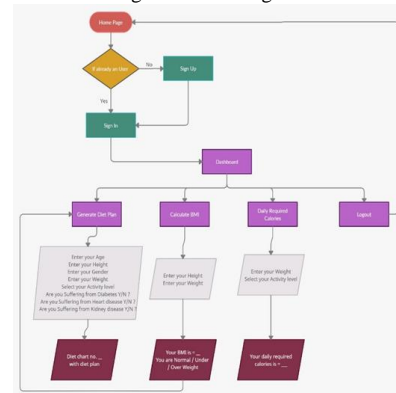 Home Page
If already an User
No
Sign Up
Yes
Sign In
Dashboard
Generate Diet Plan
Calculate BMI
Daily Required
Calories
Logout
Enter your Age
Enter your Height
Enter your Gender
Enter your Weight
Select your Activity level
Are you Suffering from Diabetes Y/N ?
Are you Suffering from Heart disease Y/N ?
Are you Suffering from Kidney disease Y/N ?
Enter your Height
Enter your Weight
Enter your Weight
Select your Activity level
Diet chart no. __
with diet plan
Your BMI is = __
You are Normal / Under
/ Over Weight
Your daily required
calories is = ___